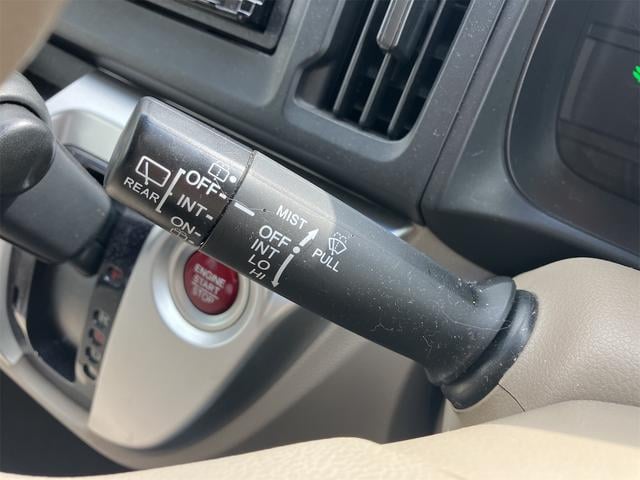 REAR
OFF
INT
ON
MIST
OFF
INT
LO
HI
PULL
ENGINE
START
STOP